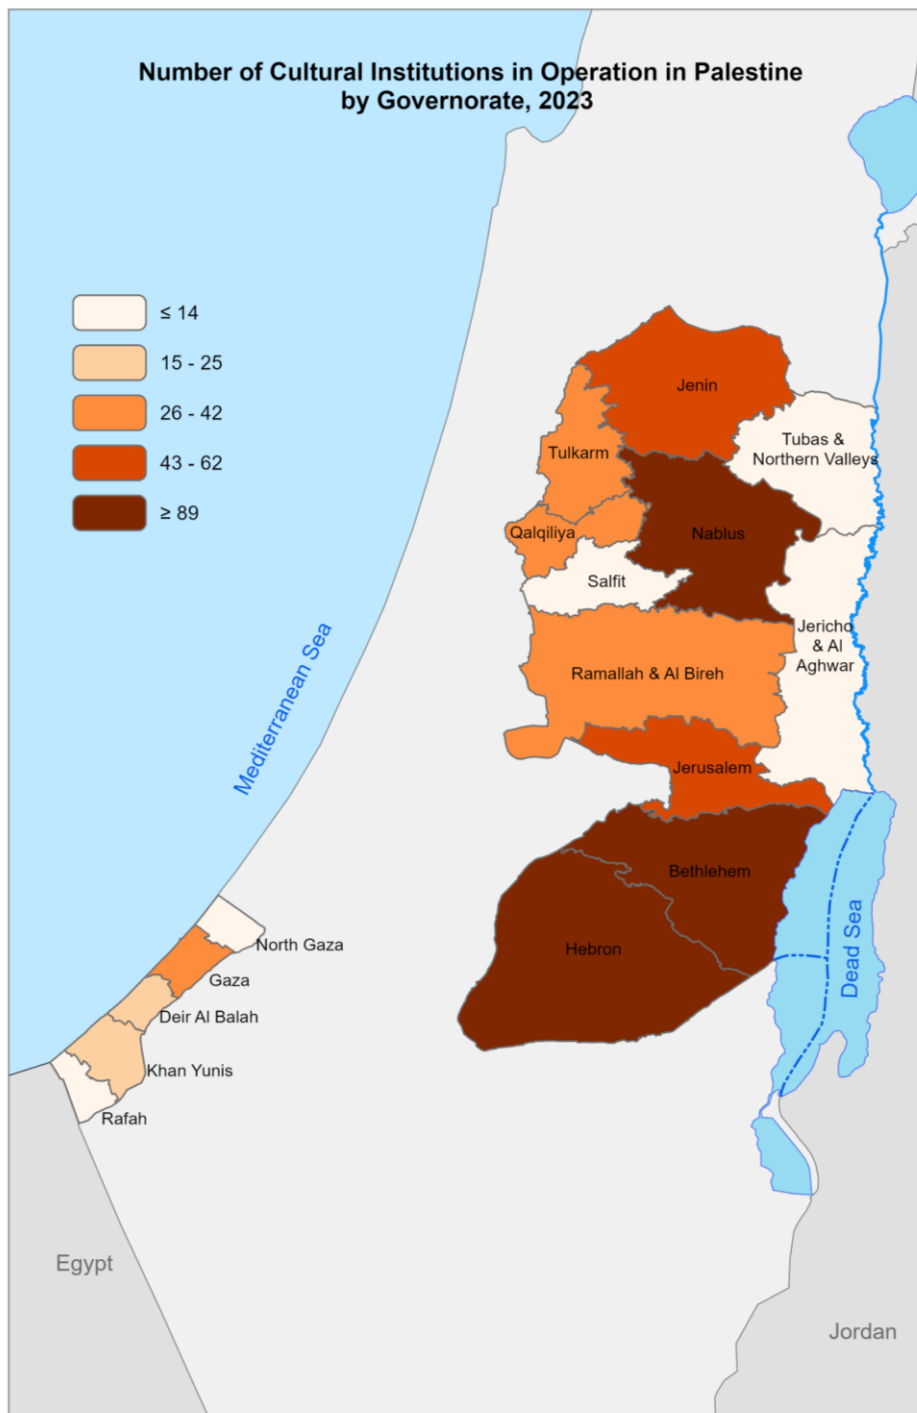 Number of Cultural Institutions in Operation in Palestine
by Governorate, 2023
≤ 14
15 - 25
26 - 42
43 - 62
≥ 89
Jenin
Tubas &
Northern Valleys
Tulkarm
Nablus
Qalqiliya
Salfit
Jericho
& Al
Aghwar
Ramallah & Al Bireh
Jerusalem
Mediterranean Sea
Bethlehem
Hebron
Dead Sea
North Gaza
Gaza
Deir Al Balah
Khan Yunis
Rafah
Egypt
Jordan